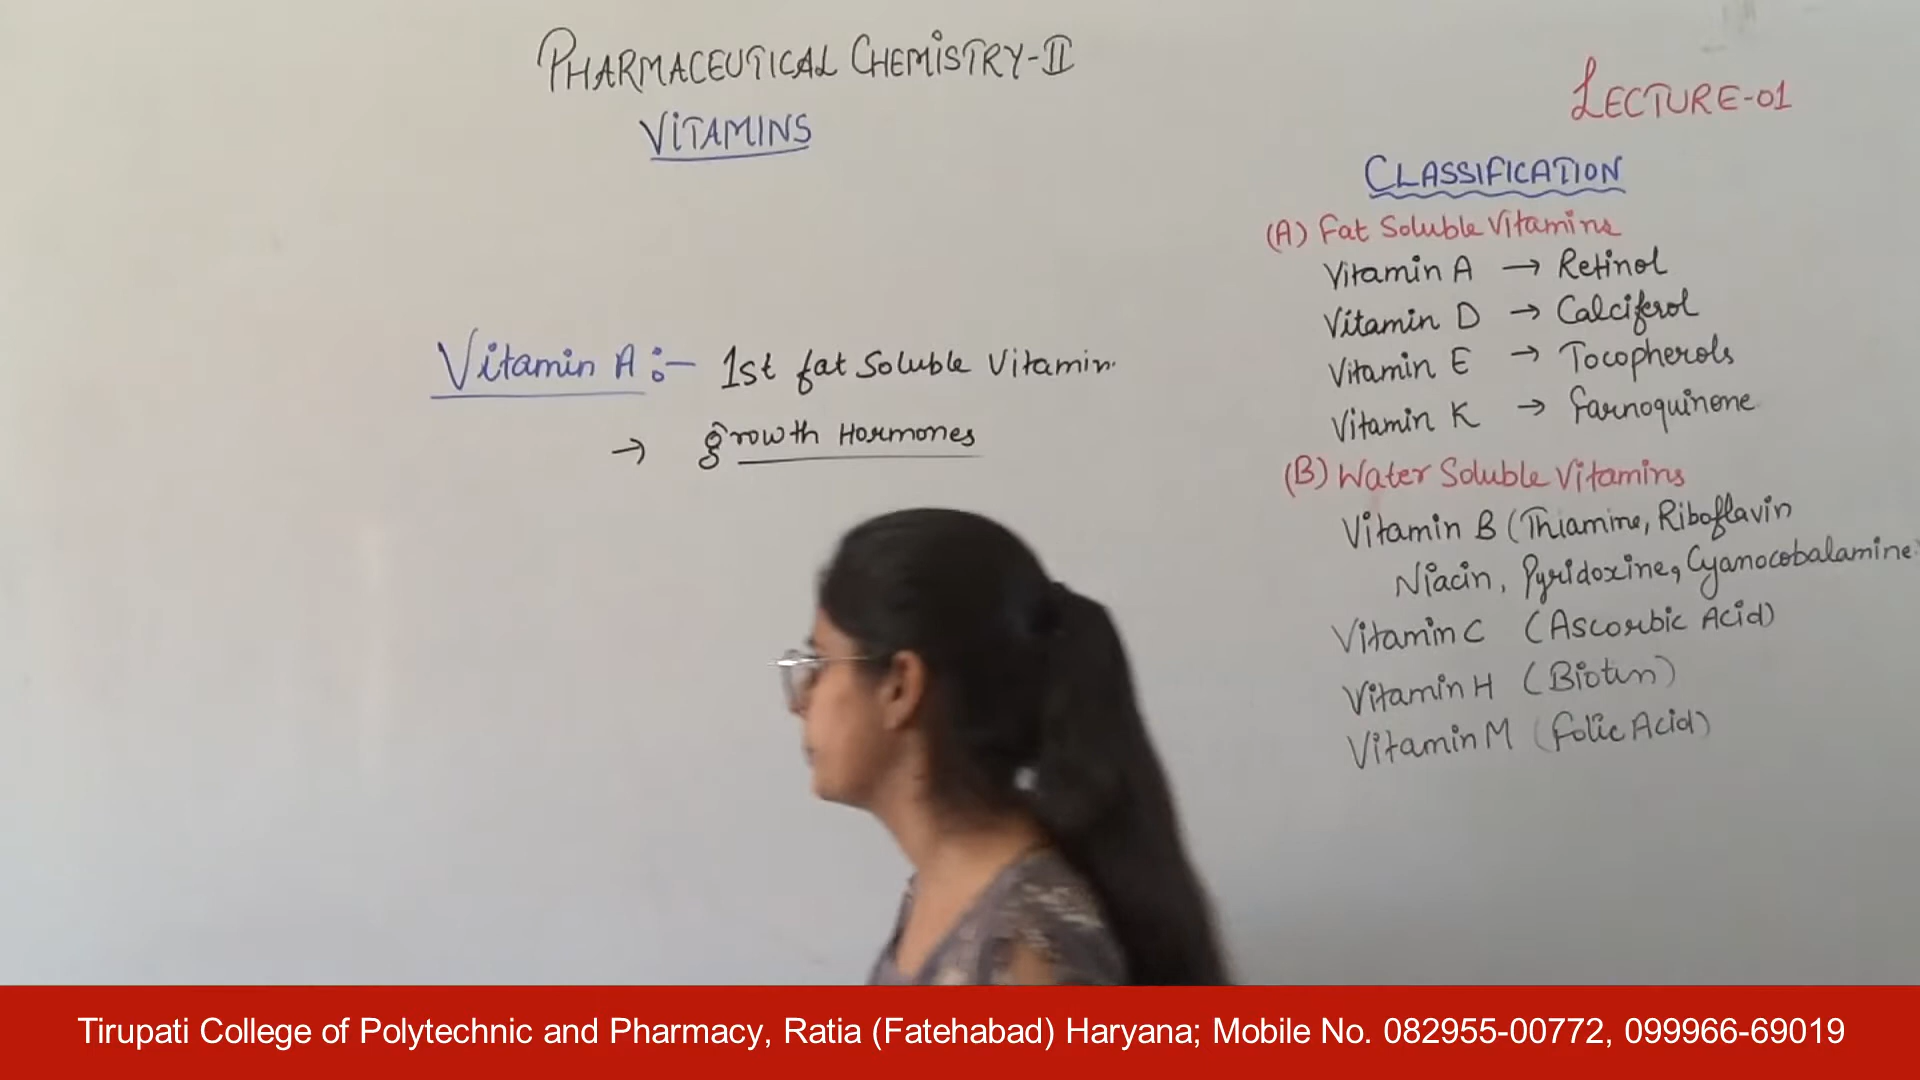 PHARMACEUTICAL CHEMISTRY-II
VITAMINS
LECTURE-01
Vitamin A :- 1st fat Soluble Vitamin.
→ growth Hormones
CLASSIFICATION
(A) Fat Soluble Vitamins
Vitamin A → Retinol
Vitamin D → Calciferol
Vitamin E → Tocopherols
Vitamin K → Farnoquinone
(B) Water Soluble Vitamins
Vitamin B (Thiamine, Riboflavin
Niacin, Pyridoxine, Cyanocobalamine)
Vitamin C (Ascorbic Acid)
Vitamin H (Biotin)
Vitamin M (Folic Acid)
Tirupati College of Polytechnic and Pharmacy, Ratia (Fatehabad) Haryana; Mobile No. 082955-00772, 099966-69019